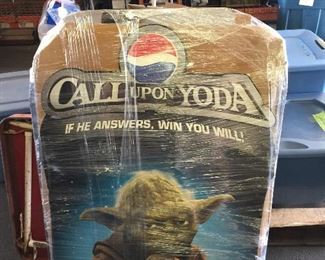 CALL UPON YODA
IF HE ANSWERS, WIN YOU WILL!